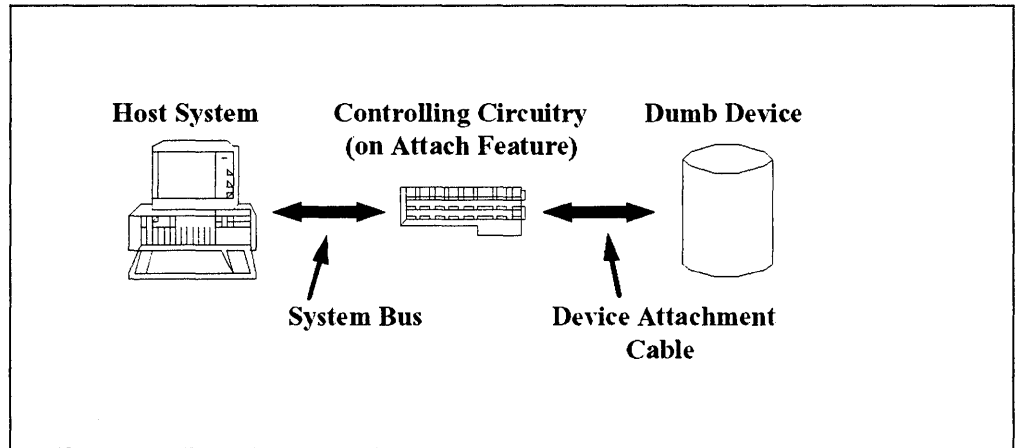 Host System
Controlling Circuitry
(on Attach Feature)
Dumb Device
System Bus
Device Attachment
Cable